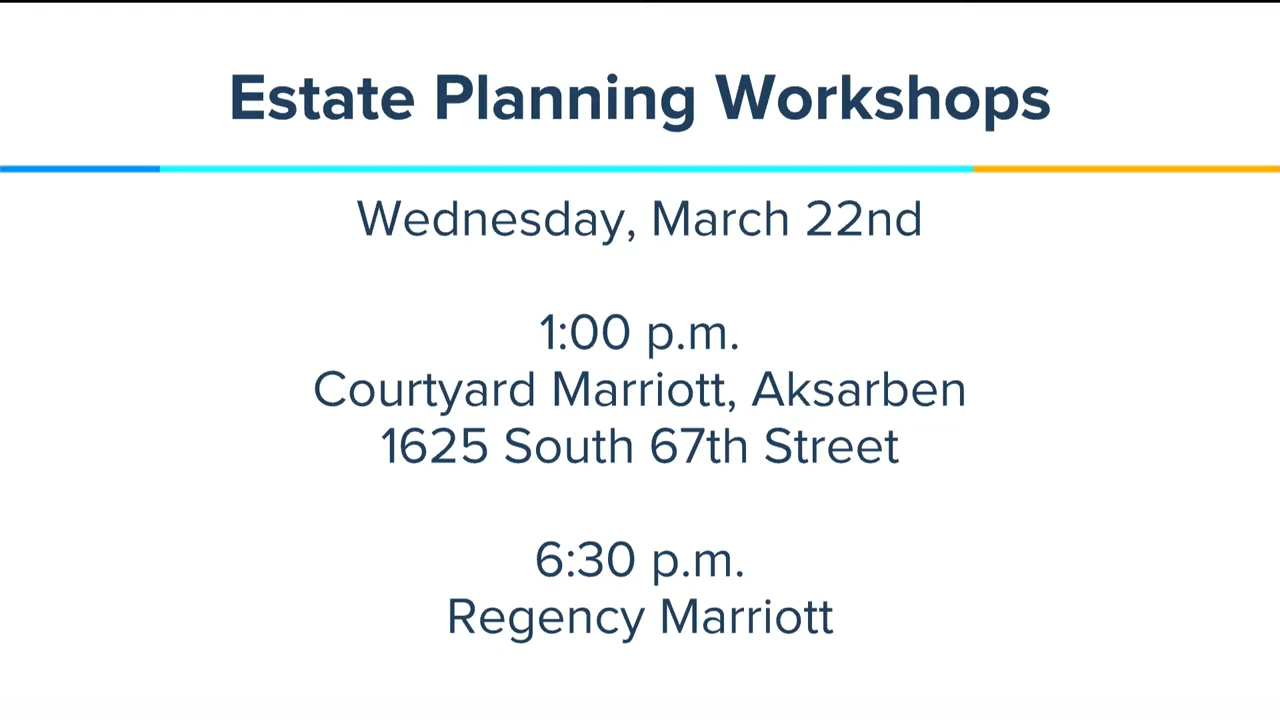 Estate Planning Workshops
Wednesday, March 22nd
1:00 p.m.
Courtyard Marriott, Aksarben
1625 South 67th Street
6:30 p.m.
Regency Marriott